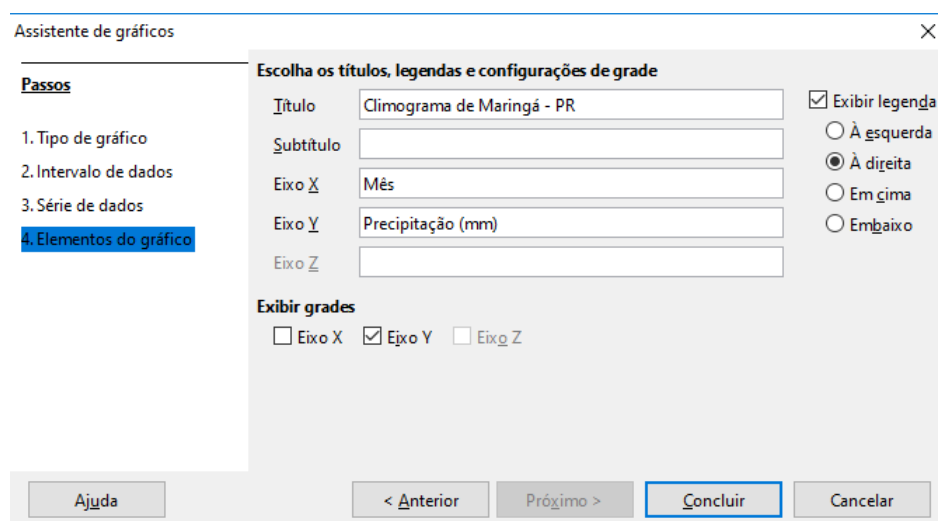 Assistente de gráficos
Passos
1. Tipo de gráfico
2. Intervalo de dados
3. Série de dados
4. Elementos do gráfico
Escolha os títulos, legendas e configurações de grade
Título Climograma de Maringá - PR
Subtítulo
Eixo X Mês
Eixo Y Precipitação (mm)
Eixo Z
Exibir legenda
À esquerda
À direita
Em cima
Embaixo
Exibir grades
Eixo X Eixo Y Eixo Z
Ajuda < Anterior Próximo > Concluir Cancelar